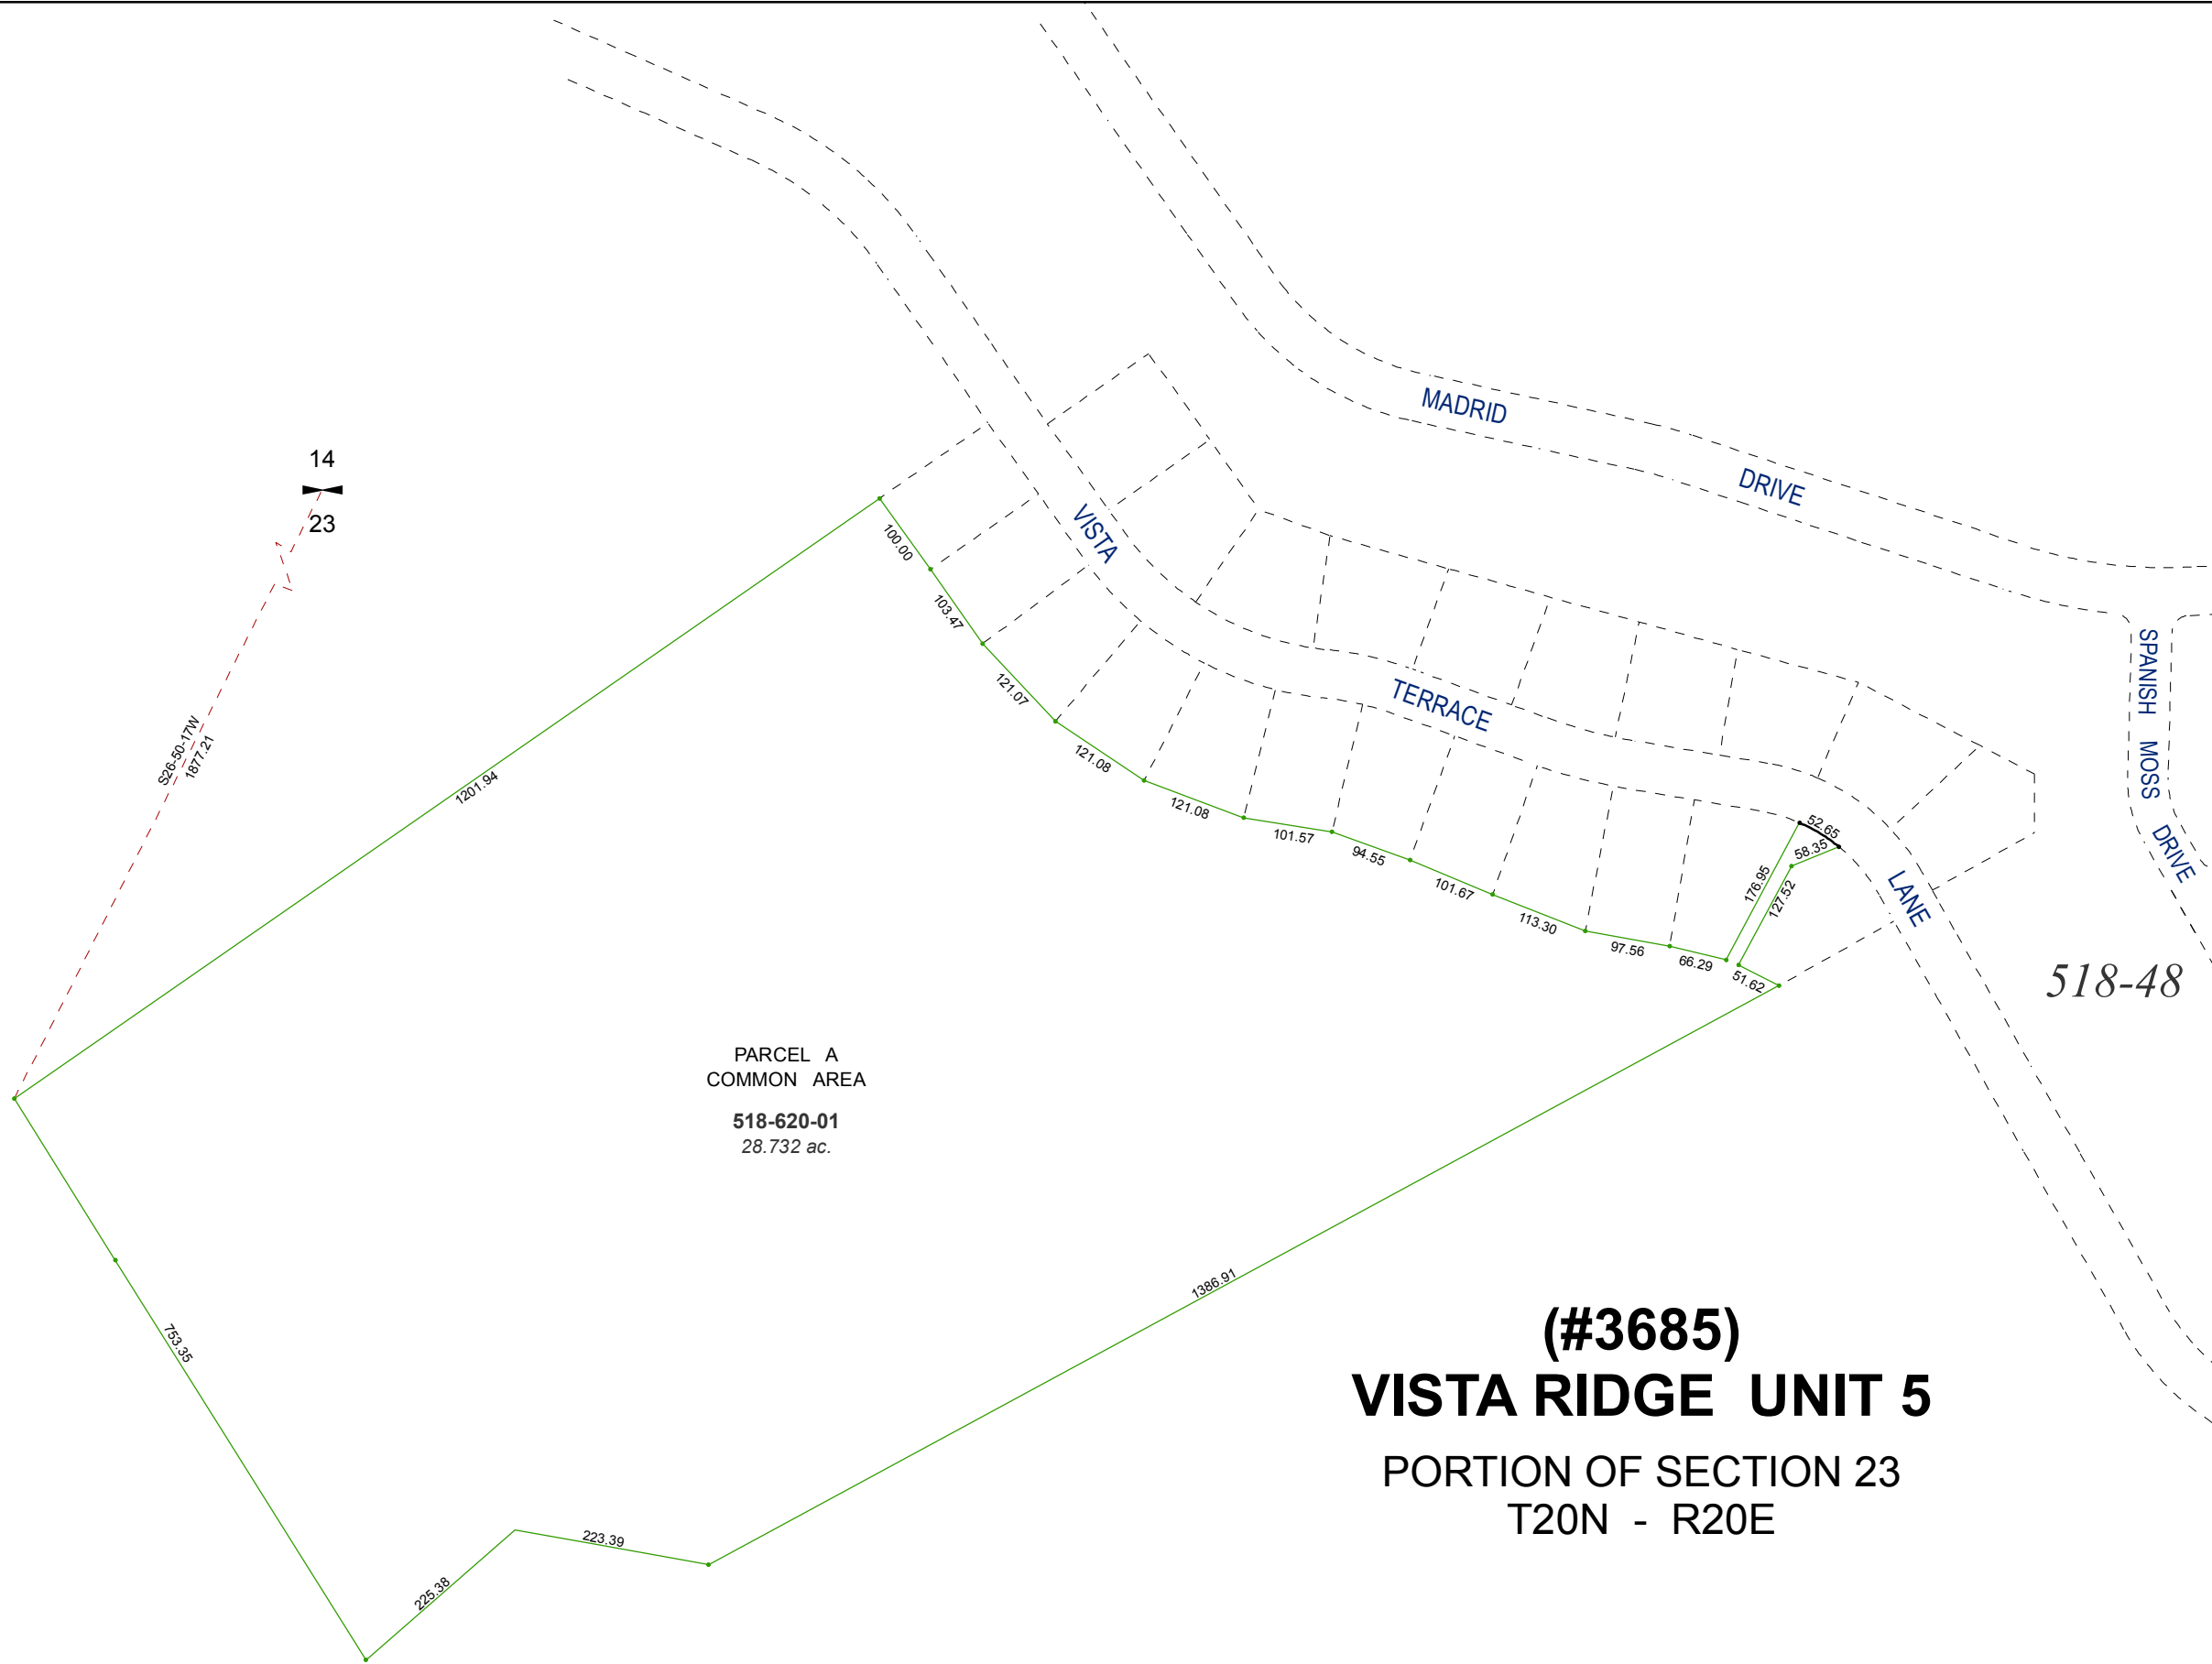 MADRID
DRIVE
14
23
VISTA
100.00
103.47
SPANISH MOSS
DRIVE
121.07
TERRACE
S26-50-17W
1877.21
1201.94
121.08
121.08
101.57
94.55
101.67
113.30
97.56
66.29
52.65
58.35
176.95
127.52
51.62
LANE
518-48
PARCEL A
COMMON AREA
518-620-01
28.732 ac.
1386.91
753.35
223.39
225.38
(#3685)
VISTA RIDGE UNIT 5
PORTION OF SECTION 23
T20N - R20E